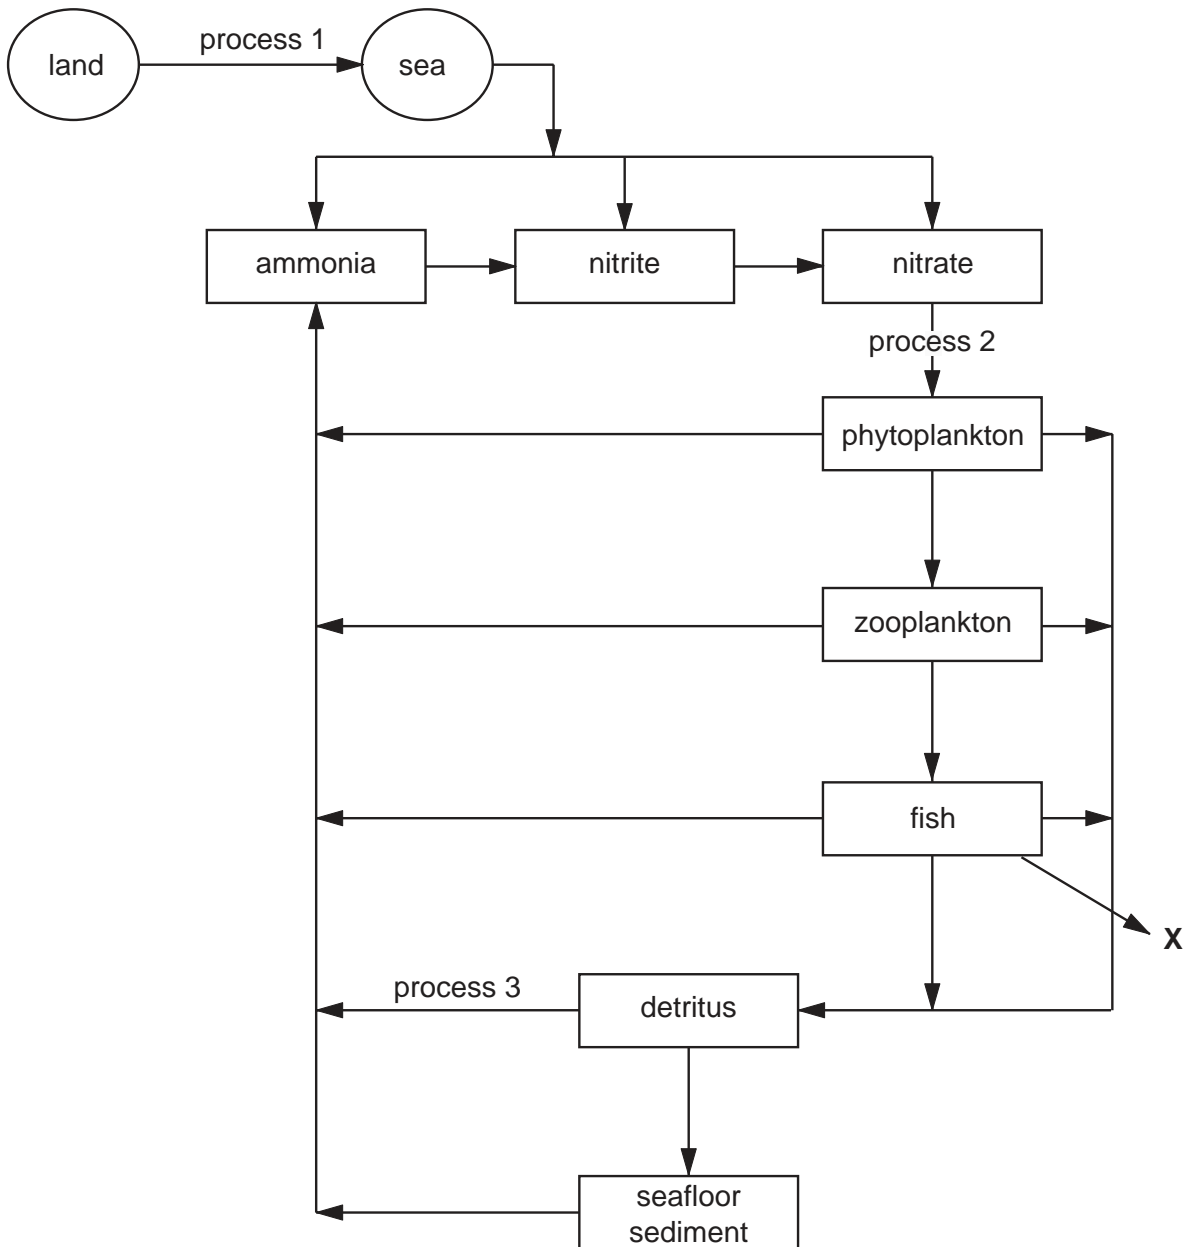 process 1
land
sea
ammonia
nitrite
nitrate
process 2
phytoplankton
zooplankton
fish
X
process 3
detritus
seafloor
sediment